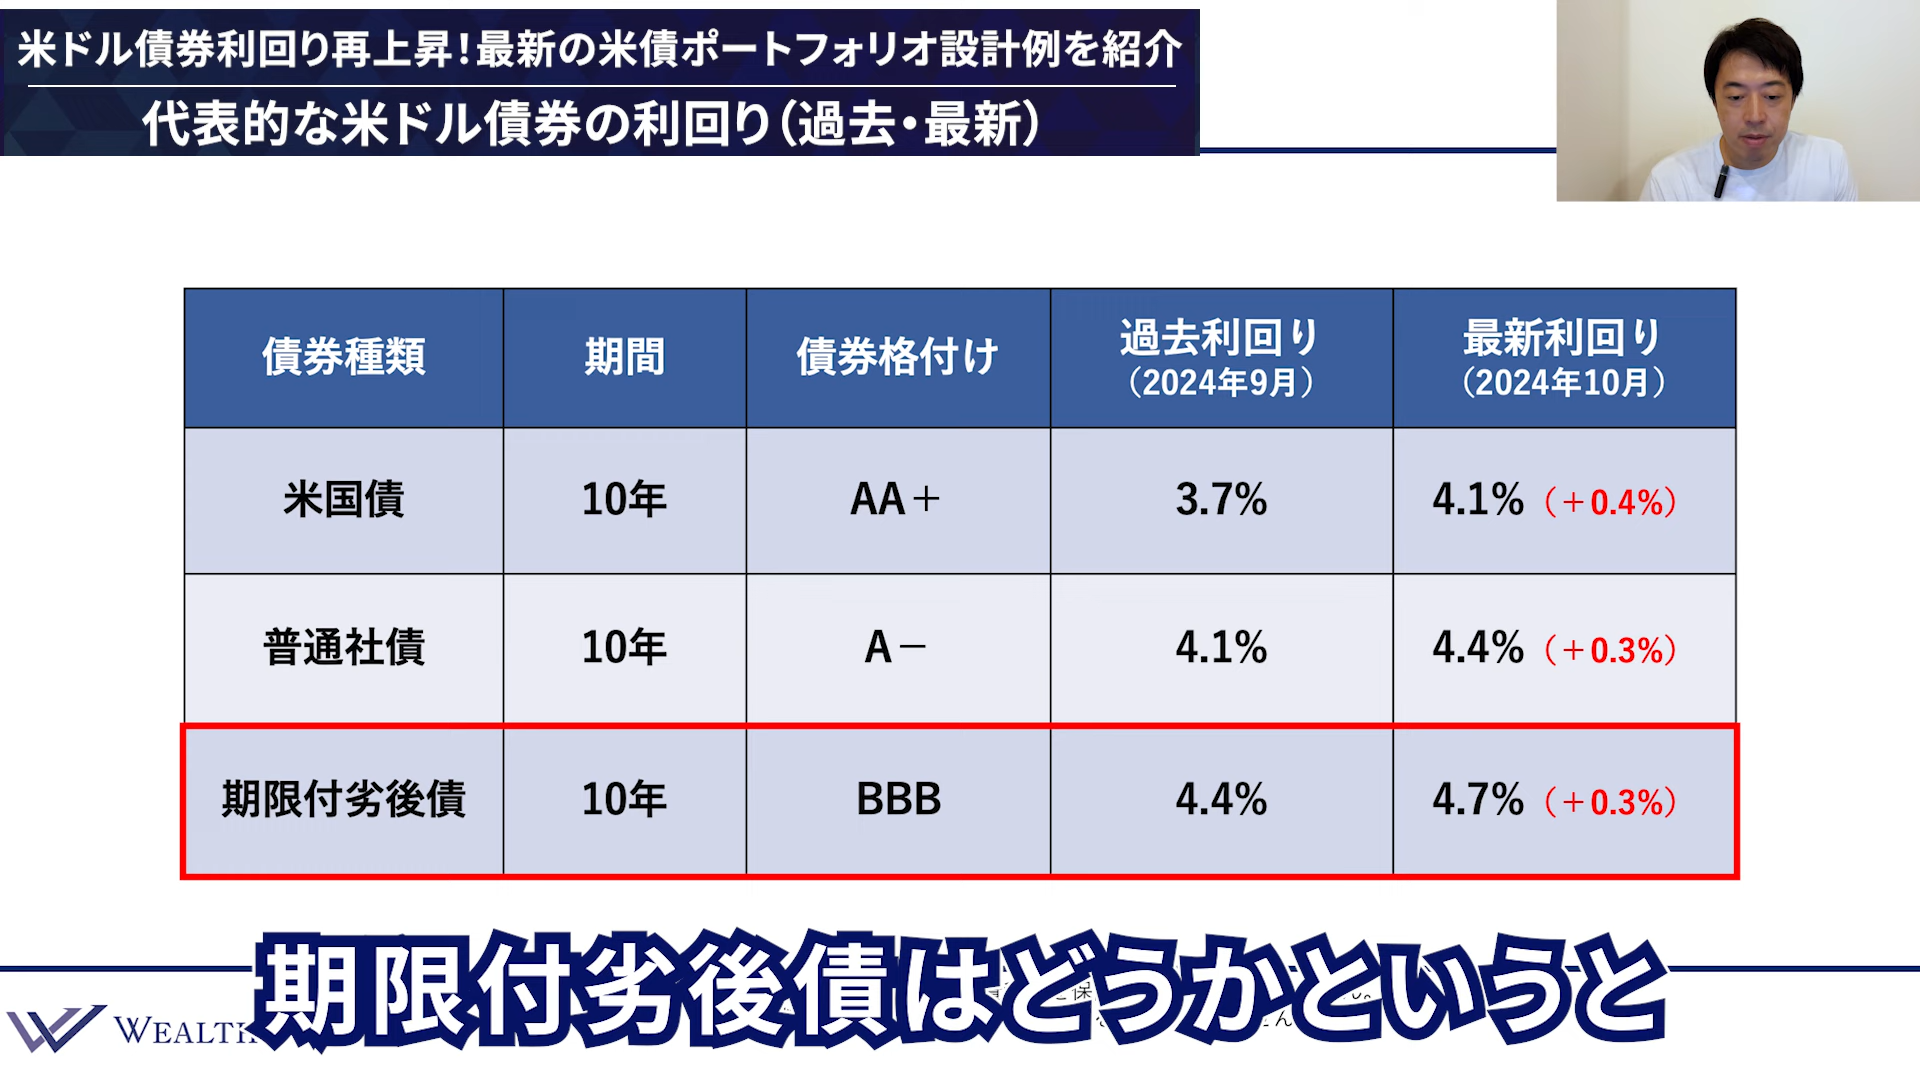 米ドル債券利回り再上昇！最新の米債ポートフォリオ設計例を紹介
代表的な米ドル債券の利回り（過去・最新）
債券種類 期間 債券格付け 過去利回り（2024年9月） 最新利回り（2024年10月）
米国債 10年 AA＋ 3.7% 4.1%（＋0.4%）
普通社債 10年 A－ 4.1% 4.4%（＋0.3%）
期限付劣後債 10年 BBB 4.4% 4.7%（＋0.3%）
期限付劣後債はどうかというと
WEALTH